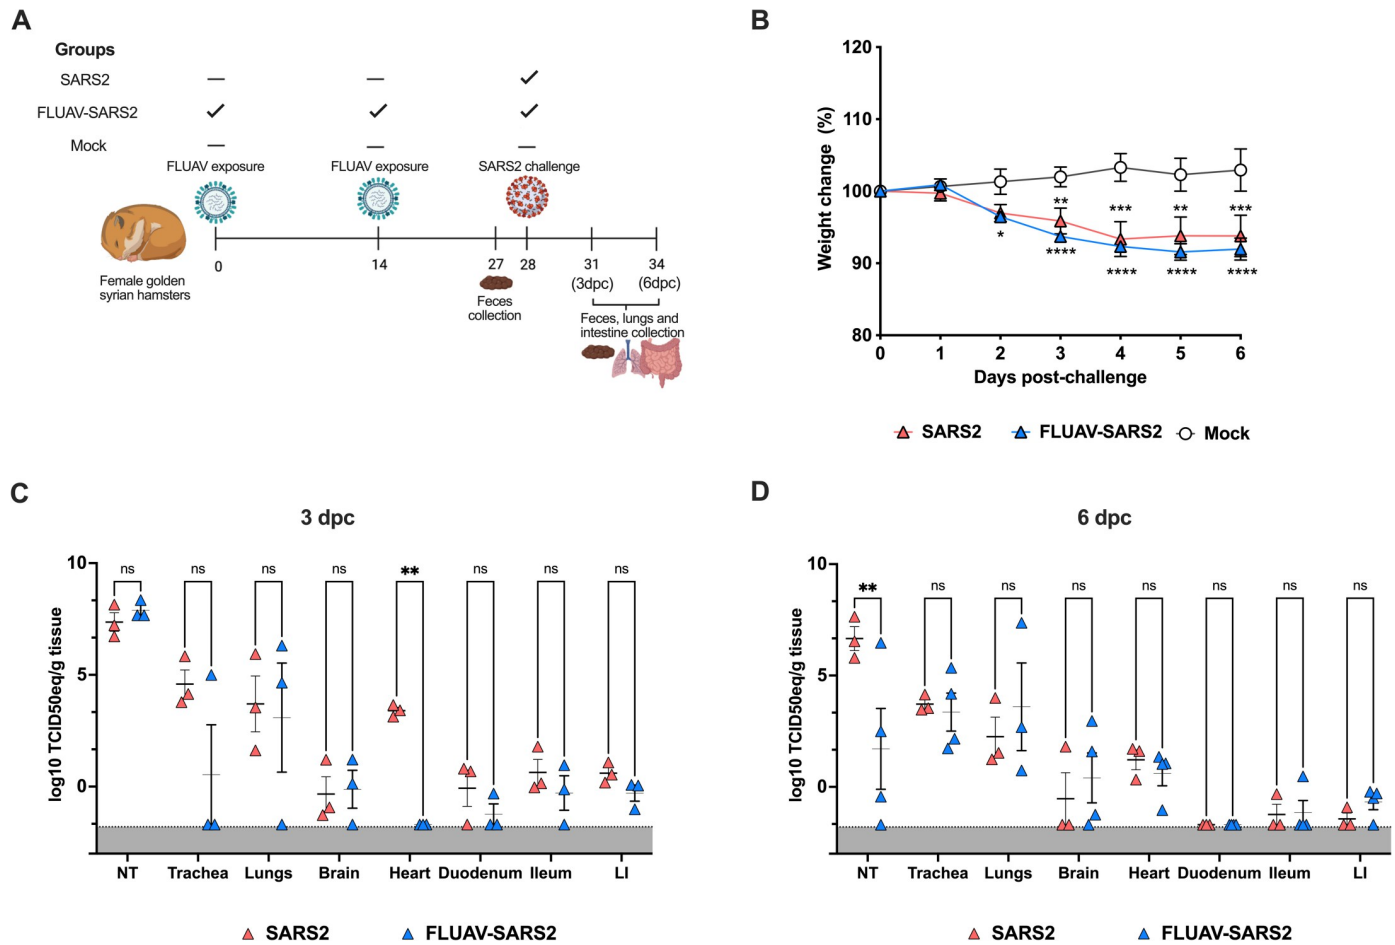 A
Groups
SARS2
FLUAV-SARS2
Mock
FLUAV exposure
FLUAV exposure
SARS2 challenge
Female golden
syrian hamsters
0
14
27
28
31
(3dpc)
34
(6dpc)
Feces
collection
Feces, lungs and
intestine collection
B
Weight change (%)
120
110
100
90
80
** *** ** ***
* **** **** **** ****
0 1 2 3 4 5 6
Days post-challenge
SARS2 FLUAV-SARS2 Mock
C
3 dpc
log10 TCID50eq/g tissue
10
5
0
ns ns ns ns ** ns ns ns
NT Trachea Lungs Brain Heart Duodenum Ileum LI
SARS2 FLUAV-SARS2
D
6 dpc
log10 TCID50eq/g tissue
10
5
0
** ns ns ns ns ns ns ns
NT Trachea Lungs Brain Heart Duodenum Ileum LI
SARS2 FLUAV-SARS2